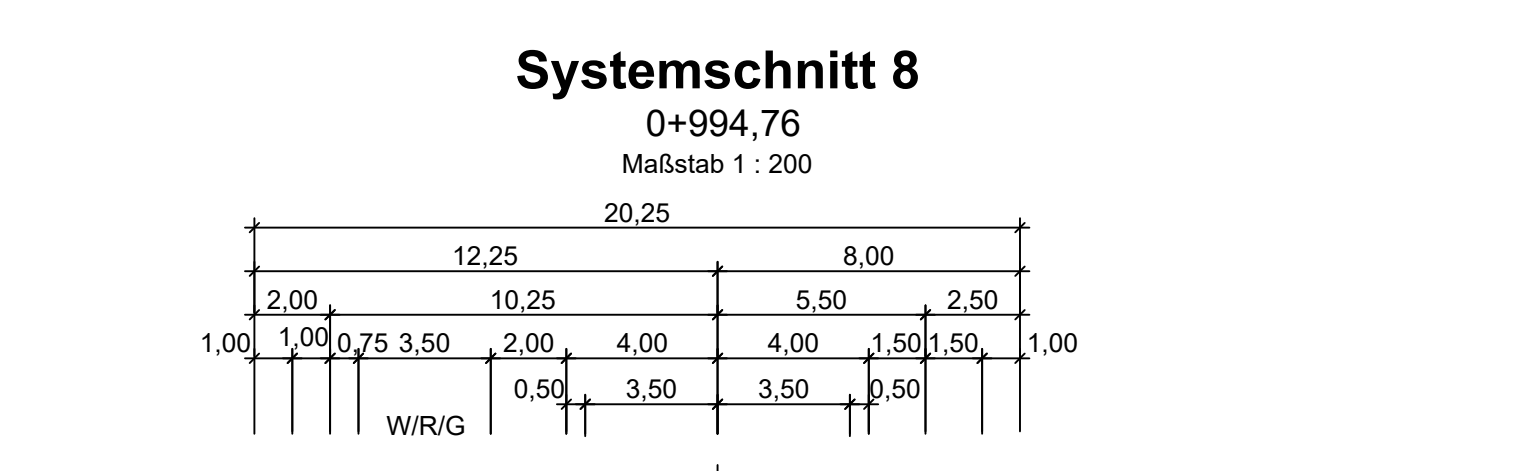 Systemschnitt 8
0+994,76
Maßstab 1 : 200
20,25
12,25 8,00
2,00 10,25 5,50 2,50
1,00 1,00 0,75 3,50 2,00 4,00 4,00 1,50 1,50 1,00
0,50 3,50 3,50 0,50
W/R/G